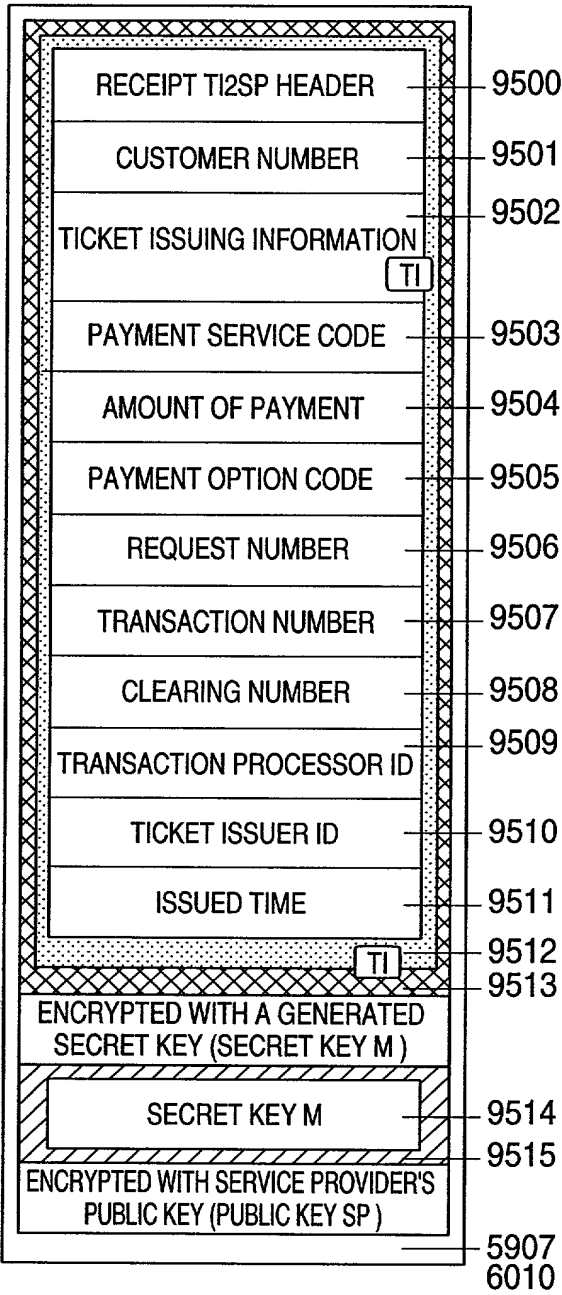 RECEIPT TI2SP HEADER 9500
CUSTOMER NUMBER 9501
9502
TICKET ISSUING INFORMATION
TI
PAYMENT SERVICE CODE 9503
AMOUNT OF PAYMENT 9504
PAYMENT OPTION CODE 9505
REQUEST NUMBER 9506
TRANSACTION NUMBER 9507
CLEARING NUMBER 9508
9509
TRANSACTION PROCESSOR ID
TICKET ISSUER ID 9510
ISSUED TIME 9511
9512
TI
9513
ENCRYPTED WITH A GENERATED
SECRET KEY (SECRET KEY M )
SECRET KEY M 9514
9515
ENCRYPTED WITH SERVICE PROVIDER'S
PUBLIC KEY (PUBLIC KEY SP )
5907
6010